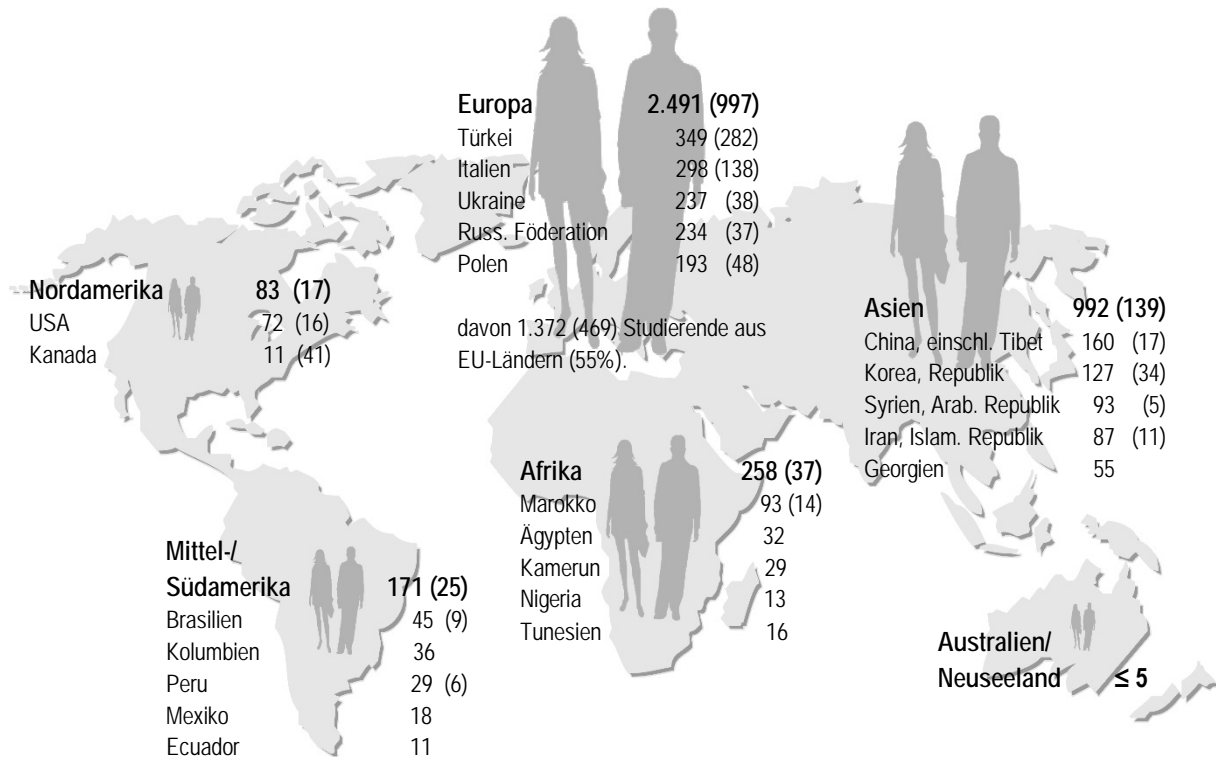 Europa 2.491 (997)
Türkei 349 (282)
Italien 298 (138)
Ukraine 237 (38)
Russ. Föderation 234 (37)
Polen 193 (48)
davon 1.372 (469) Studierende aus
EU-Ländern (55%).
Nordamerika 83 (17)
USA 72 (16)
Kanada 11 (41)
Asien 992 (139)
China, einschl. Tibet 160 (17)
Korea, Republik 127 (34)
Syrien, Arab. Republik 93 (5)
Iran, Islam. Republik 87 (11)
Georgien 55
Afrika 258 (37)
Marokko 93 (14)
Ägypten 32
Kamerun 29
Nigeria 13
Tunesien 16
Mittel-/
Südamerika 171 (25)
Brasilien 45 (9)
Kolumbien 36
Peru 29 (6)
Mexiko 18
Ecuador 11
Australien/
Neuseeland ≤ 5